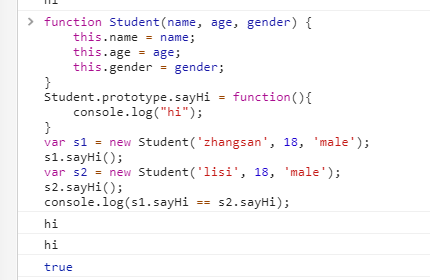 hi
function Student(name, age, gender) {
    this.name = name;
    this.age = age;
    this.gender = gender;
}
Student.prototype.sayHi = function(){
    console.log("hi");
}
var s1 = new Student('zhangsan', 18, 'male');
s1.sayHi();
var s2 = new Student('lisi', 18, 'male');
s2.sayHi();
console.log(s1.sayHi == s2.sayHi);
hi
hi
true